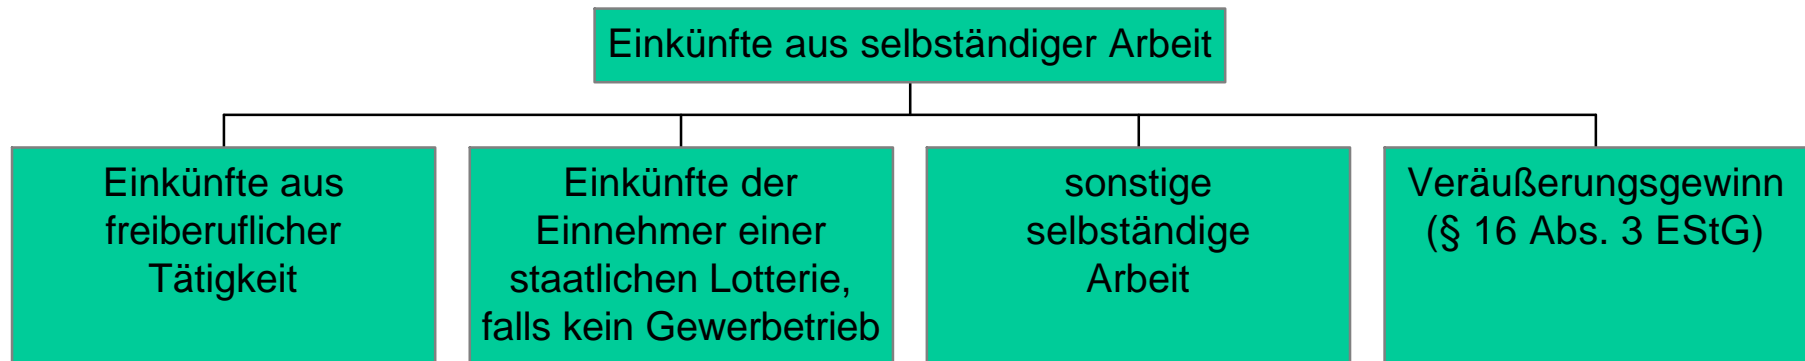 Einkünfte aus selbständiger Arbeit
Einkünfte aus
freiberuflicher
Tätigkeit
Einkünfte der
Einnehmer einer
staatlichen Lotterie,
falls kein Gewerbetrieb
sonstige
selbständige
Arbeit
Veräußerungsgewinn
(§ 16 Abs. 3 EStG)